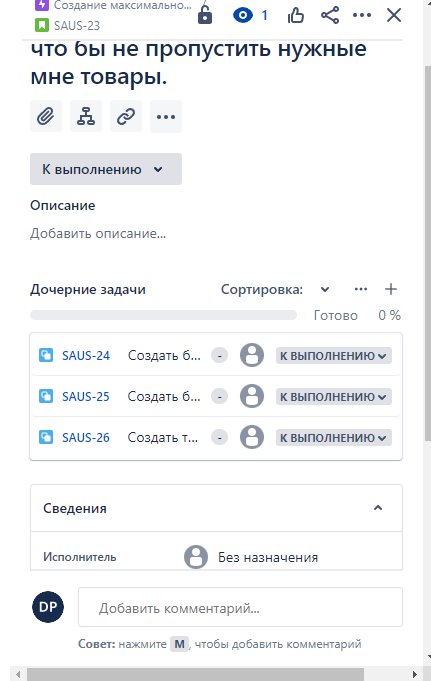 Создание максимально...
SAUS-23
1
что бы не пропустить нужные
мне товары.
К выполнению
Описание
Добавить описание...
Дочерние задачи Сортировка:
Готово 0 %
SAUS-24 Создать б... - К ВЫПОЛНЕНИЮ
SAUS-25 Создать б... - К ВЫПОЛНЕНИЮ
SAUS-26 Создать т... - К ВЫПОЛНЕНИЮ
Сведения
Исполнитель Без назначения
DP Добавить комментарий...
Совет: нажмите M, чтобы добавить комментарий